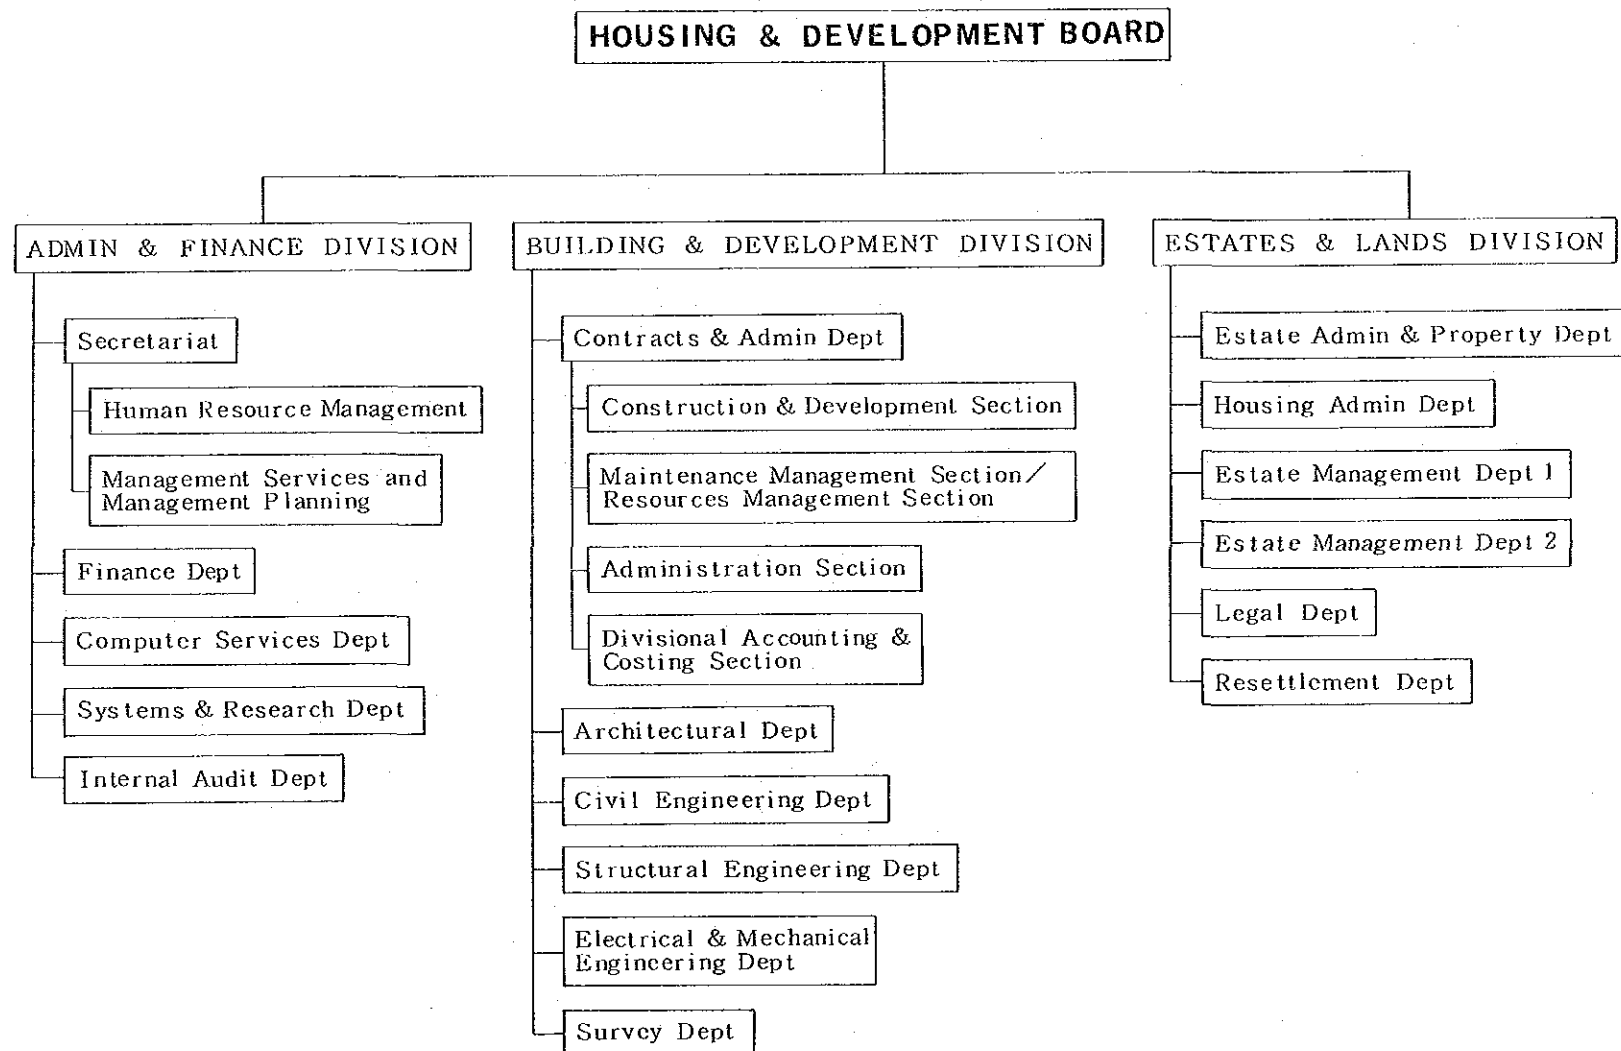 HOUSING & DEVELOPMENT BOARD
ADMIN & FINANCE DIVISION
Secretariat
Human Resource Management
Management Services and
Management Planning
Finance Dept
Computer Services Dept
Systems & Research Dept
Internal Audit Dept
BUILDING & DEVELOPMENT DIVISION
Contracts & Admin Dept
Construction & Development Section
Maintenance Management Section/
Resources Management Section
Administration Section
Divisional Accounting &
Costing Section
Architectural Dept
Civil Engineering Dept
Structural Engineering Dept
Electrical & Mechanical
Engineering Dept
Survey Dept
ESTATES & LANDS DIVISION
Estate Admin & Property Dept
Housing Admin Dept
Estate Management Dept 1
Estate Management Dept 2
Legal Dept
Resettlement Dept